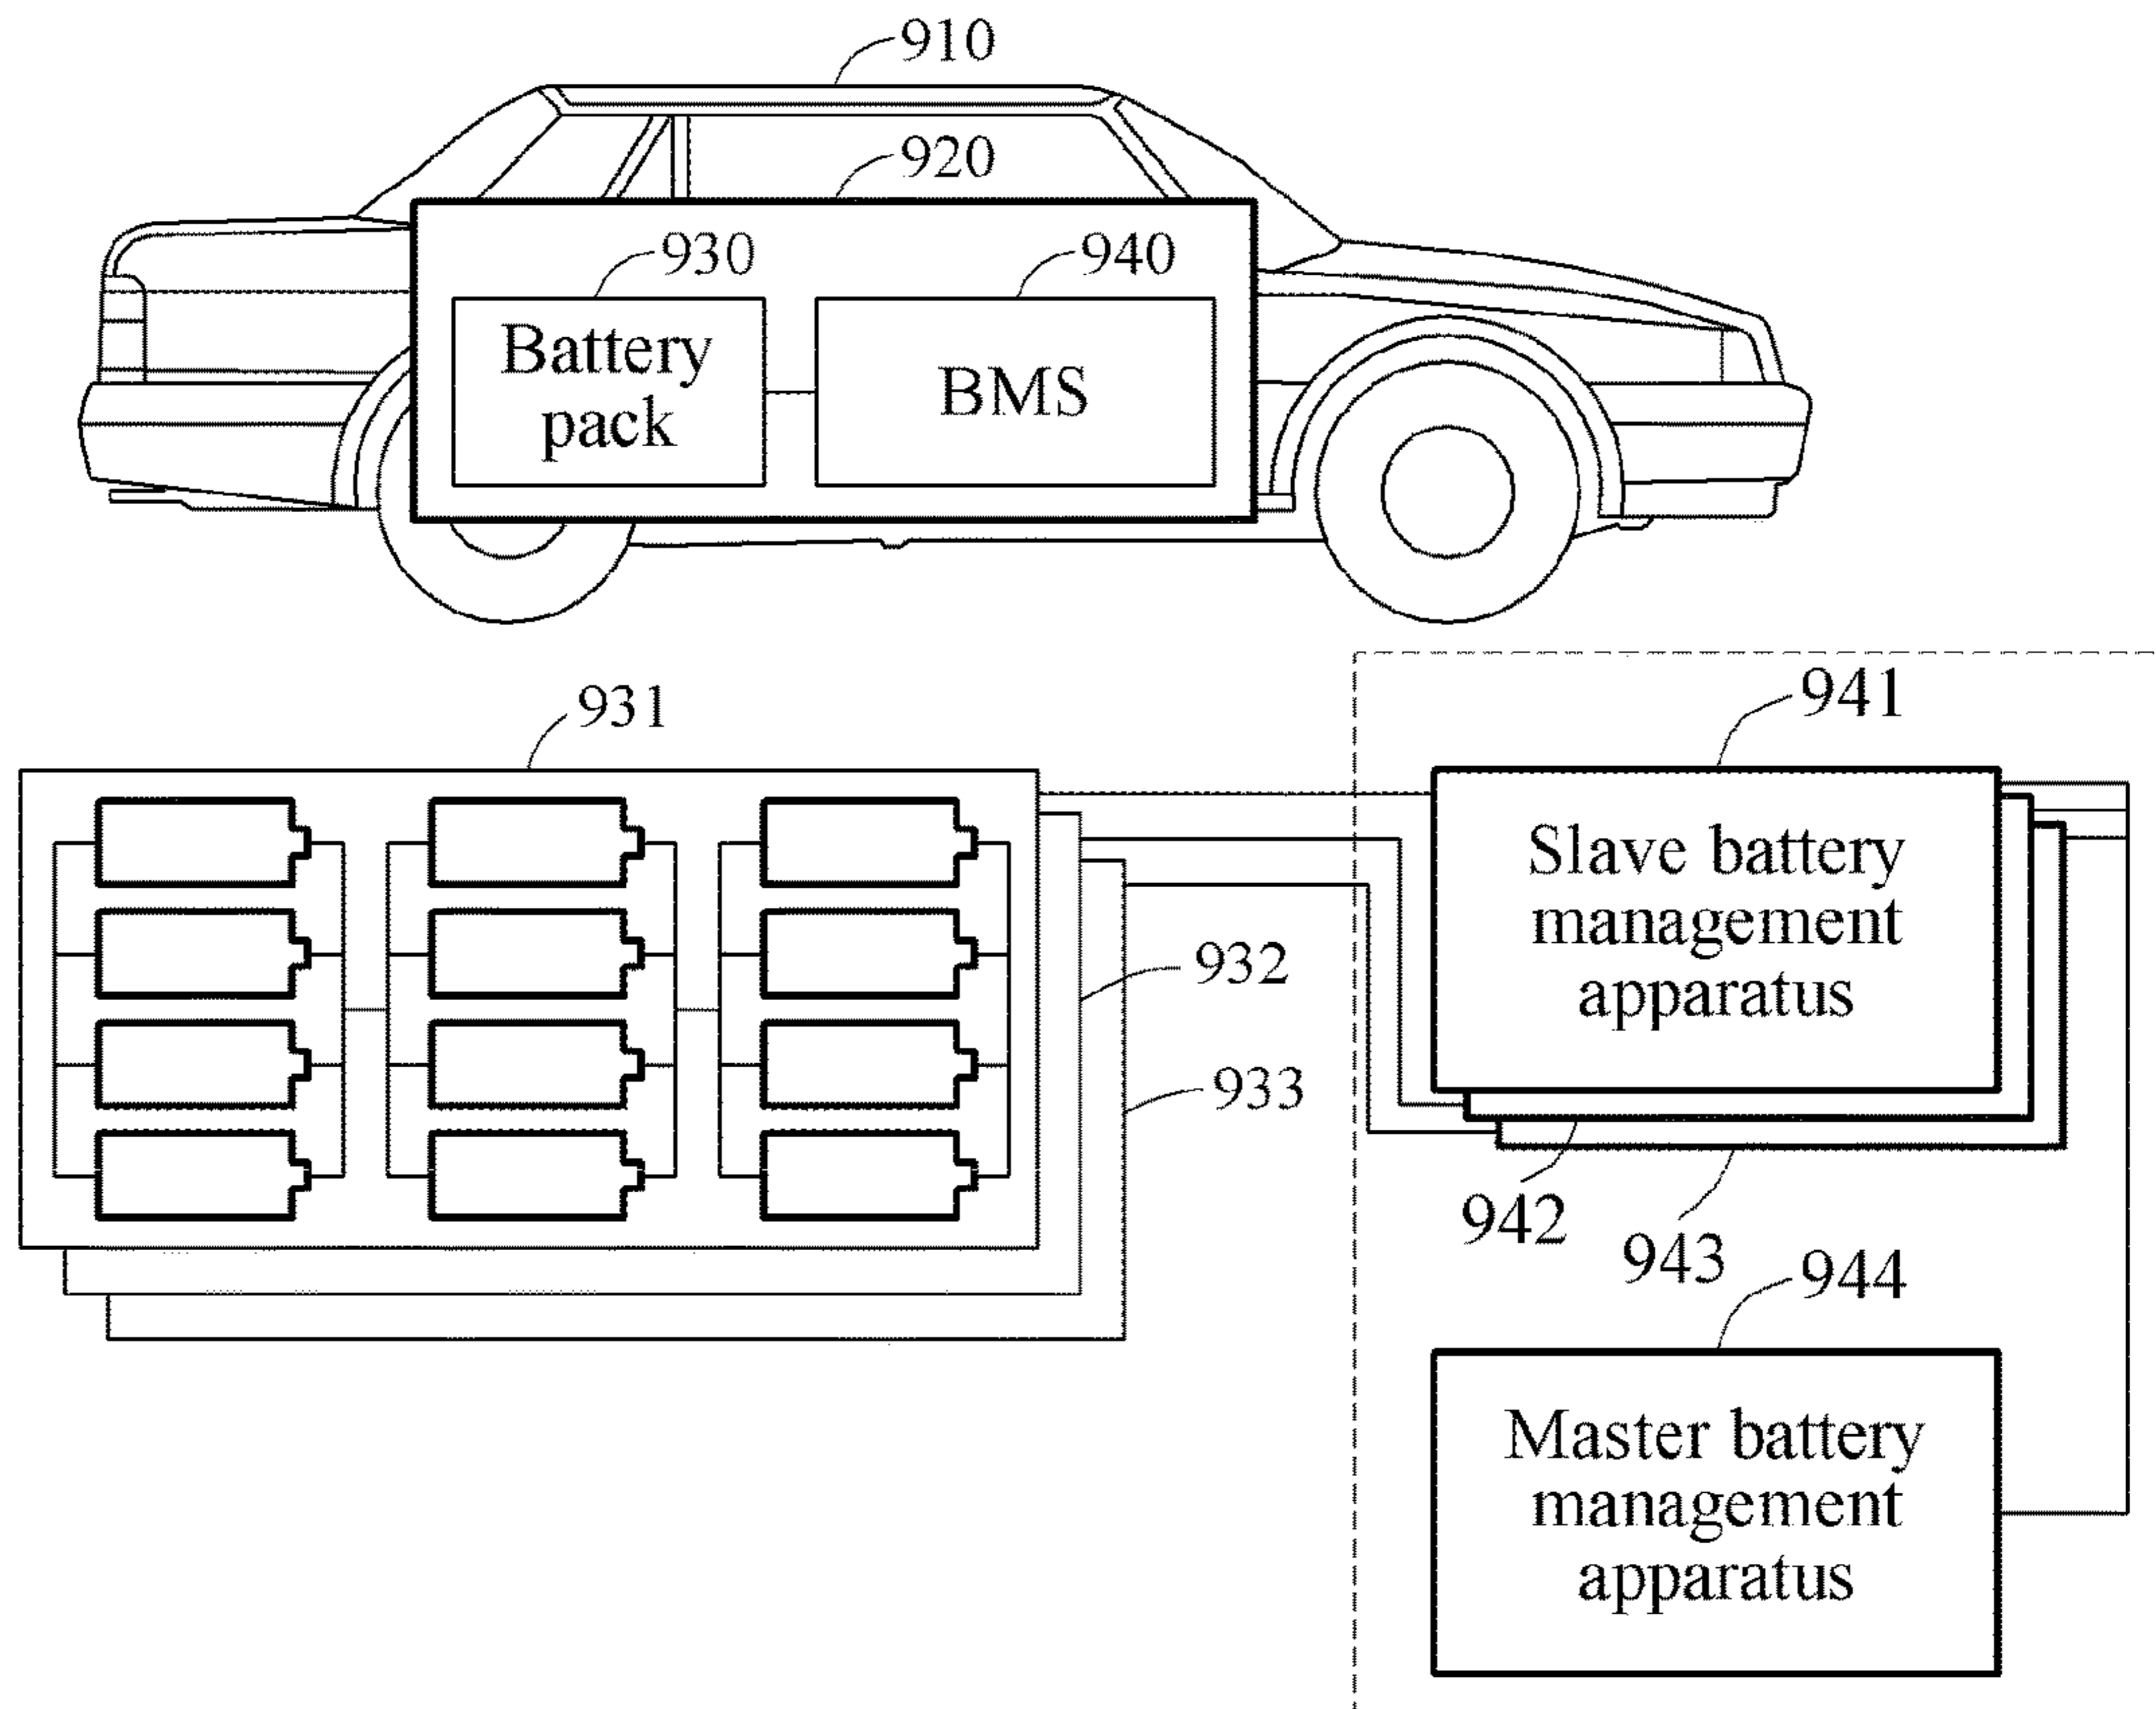 910
920
930
940
Battery
pack
BMS
931
941
Slave battery
management
apparatus
932
933
942
943
944
Master battery
management
apparatus